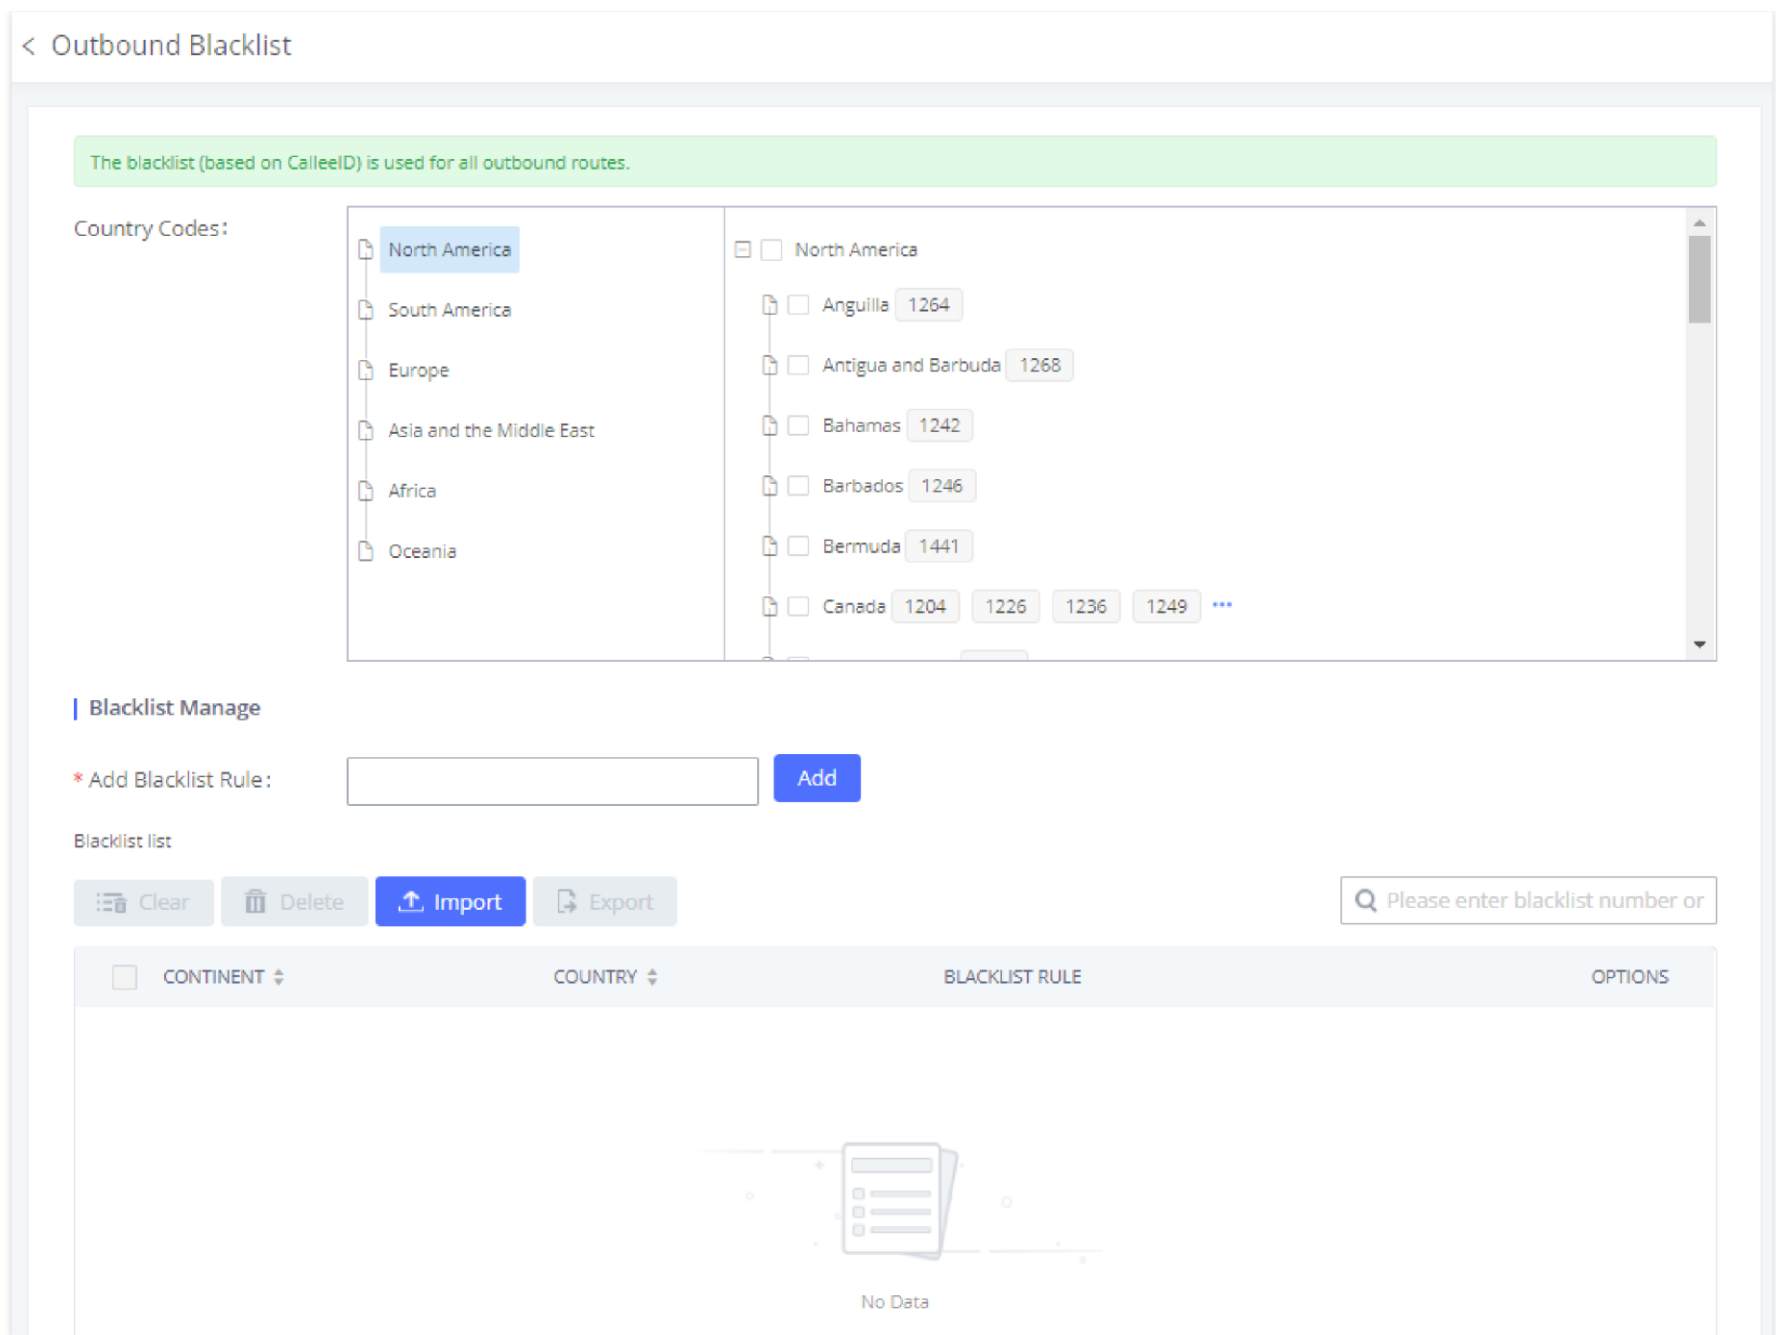 Outbound Blacklist
The blacklist (based on CalleeID) is used for all outbound routes.
Country Codes:
North America
South America
Europe
Asia and the Middle East
Africa
Oceania
North America
Anguilla 1264
Antigua and Barbuda 1268
Bahamas 1242
Barbados 1246
Bermuda 1441
Canada 1204 1226 1236 1249 •••
Blacklist Manage
* Add Blacklist Rule: Add
Blacklist list
Clear Delete Import Export Please enter blacklist number or
CONTINENT COUNTRY BLACKLIST RULE OPTIONS
No Data